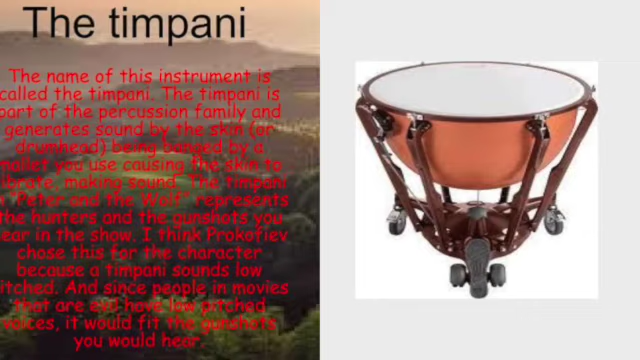 The timpani
The name of this instrument is
called the timpani. The timpani is
part of the percussion family and
generates sound by the skin (or
drumhead) being banged by a
mallet you use causing the skin to
vibrate, making sound. The timpani
in "Peter and the Wolf" represents
the hunters and the gunshots you
hear in the show. I think Prokofiev
chose this for the character
because a timpani sounds low
pitched. And since people in movies
that are evil have low pitched
voices, it would fit the gunshots
you would hear.